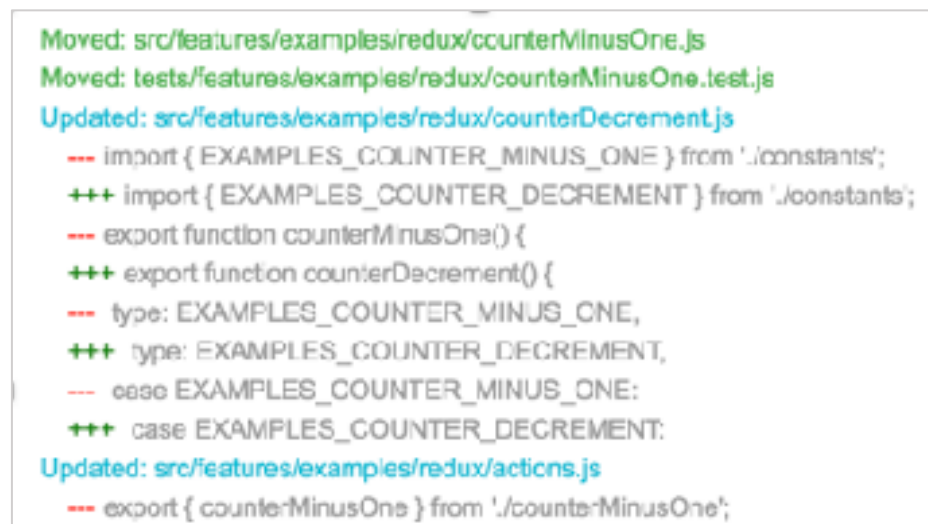 Moved: src/features/examples/redux/counterMinusOne.js
Moved: tests/features/examples/redux/counterMinusOne.test.js
Updated: src/features/examples/redux/counterDecrement.js
--- import { EXAMPLES_COUNTER_MINUS_ONE } from './constants';
+++ import { EXAMPLES_COUNTER_DECREMENT } from './constants';
--- export function counterMinusOne() {
+++ export function counterDecrement() {
--- type: EXAMPLES_COUNTER_MINUS_ONE,
+++ type: EXAMPLES_COUNTER_DECREMENT,
--- case EXAMPLES_COUNTER_MINUS_ONE:
+++ case EXAMPLES_COUNTER_DECREMENT:
Updated: src/features/examples/redux/actions.js
--- export { counterMinusOne } from './counterMinusOne';